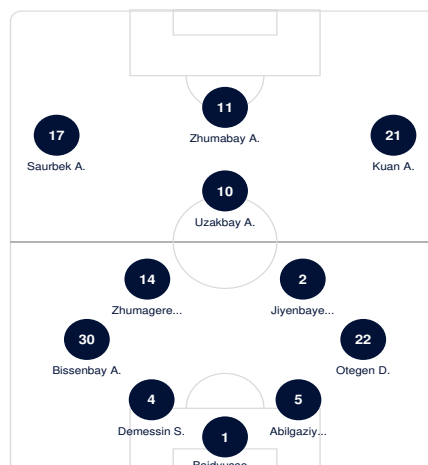 11
Zhumabay A.
17
Saurbek A.
21
Kuan A.
10
Uzakbay A.
14
Zhumagere...
2
Jiyenbaye...
30
Bissenbay A.
22
Otegen D.
4
Demessin S.
5
Abilgaziy...
1